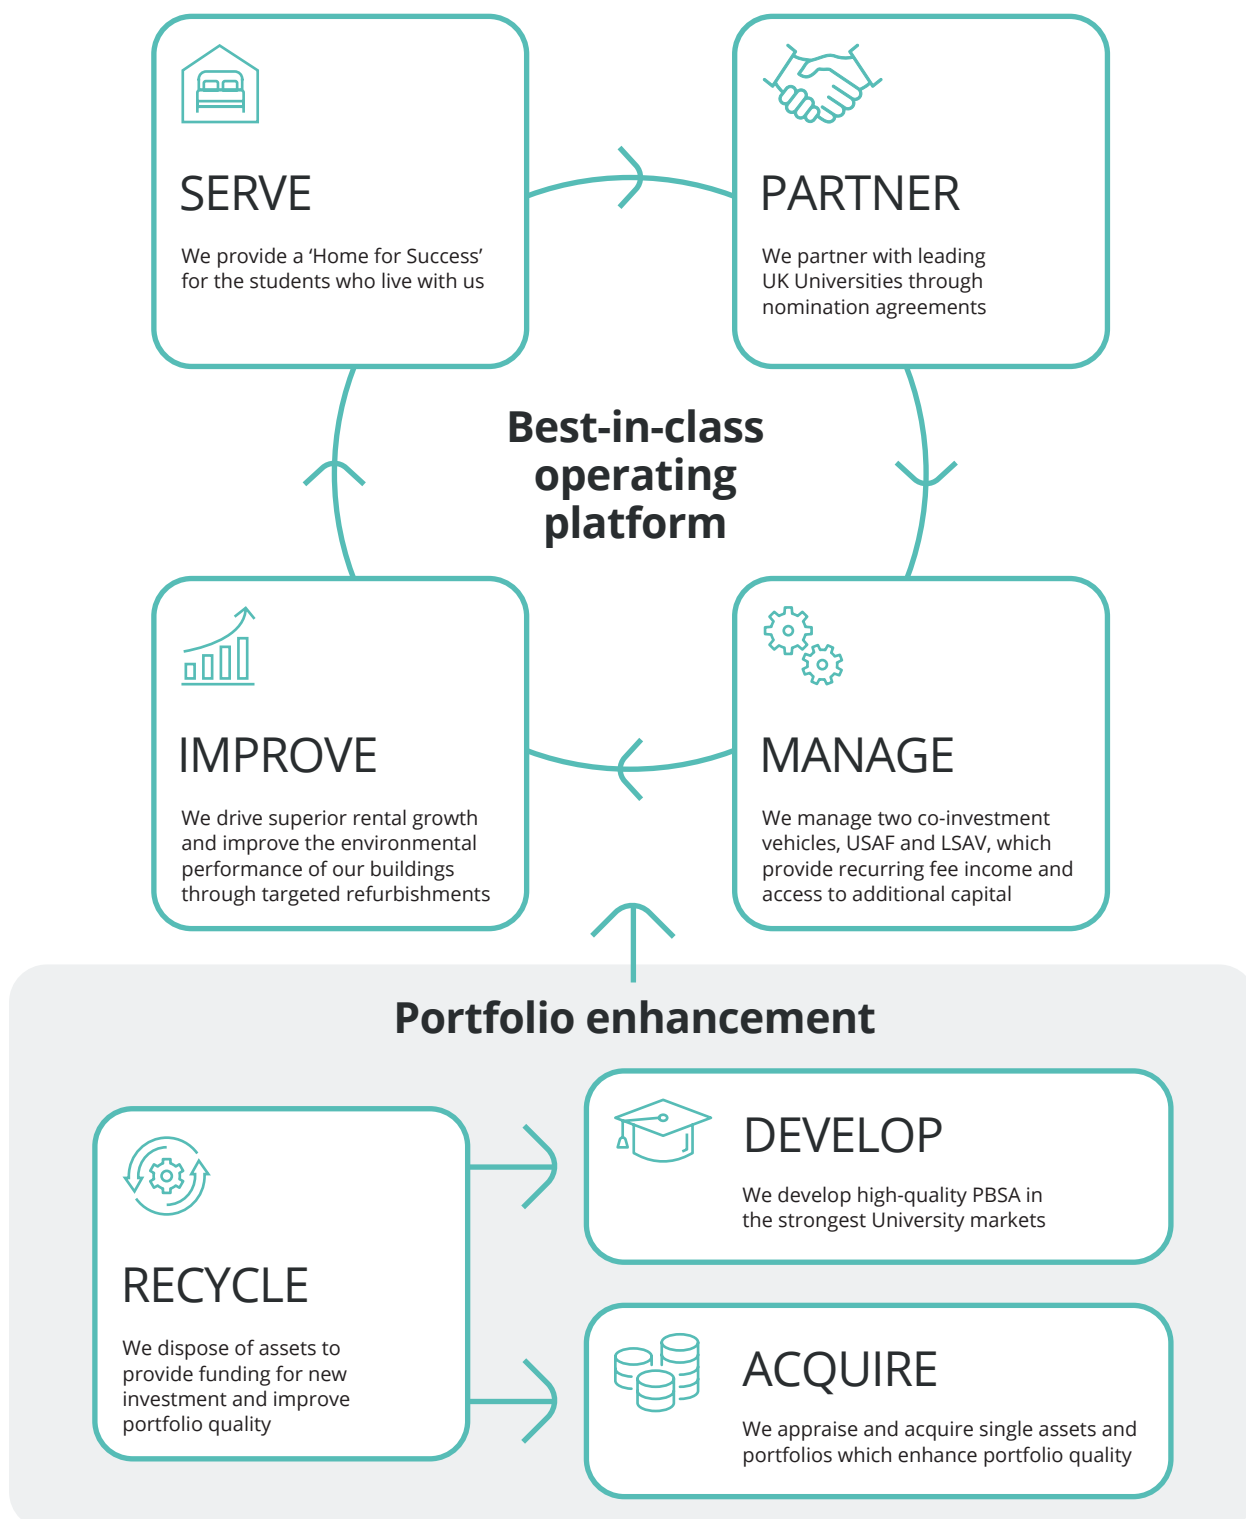 SERVE
We provide a ‘Home for Success’
for the students who live with us
PARTNER
We partner with leading
UK Universities through
nomination agreements
Best-in-class
operating
platform
IMPROVE
We drive superior rental growth
and improve the environmental
performance of our buildings
through targeted refurbishments
MANAGE
We manage two co-investment
vehicles, USAF and LSAV, which
provide recurring fee income and
access to additional capital
Portfolio enhancement
RECYCLE
We dispose of assets to
provide funding for new
investment and improve
portfolio quality
DEVELOP
We develop high-quality PBSA in
the strongest University markets
ACQUIRE
We appraise and acquire single assets and
portfolios which enhance portfolio quality